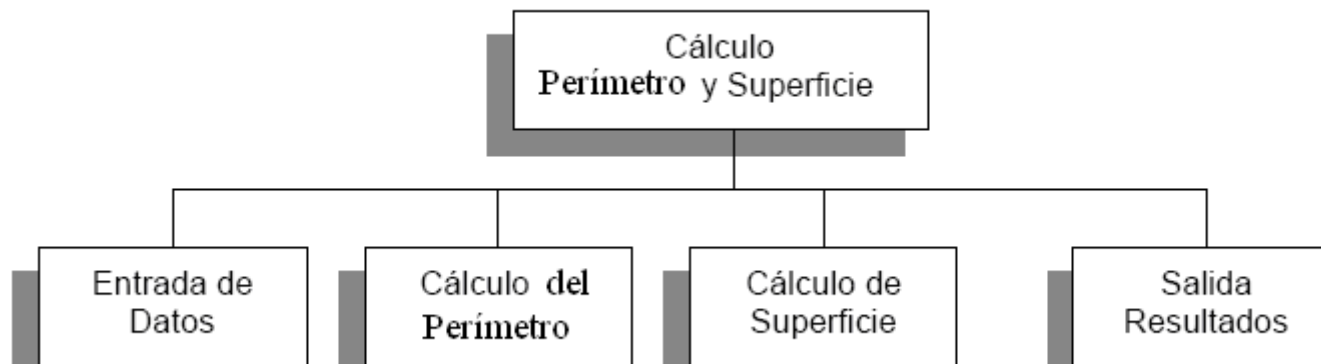 Cálculo
Perímetro y Superficie
Entrada de
Datos
Cálculo del
Perímetro
Cálculo de
Superficie
Salida
Resultados